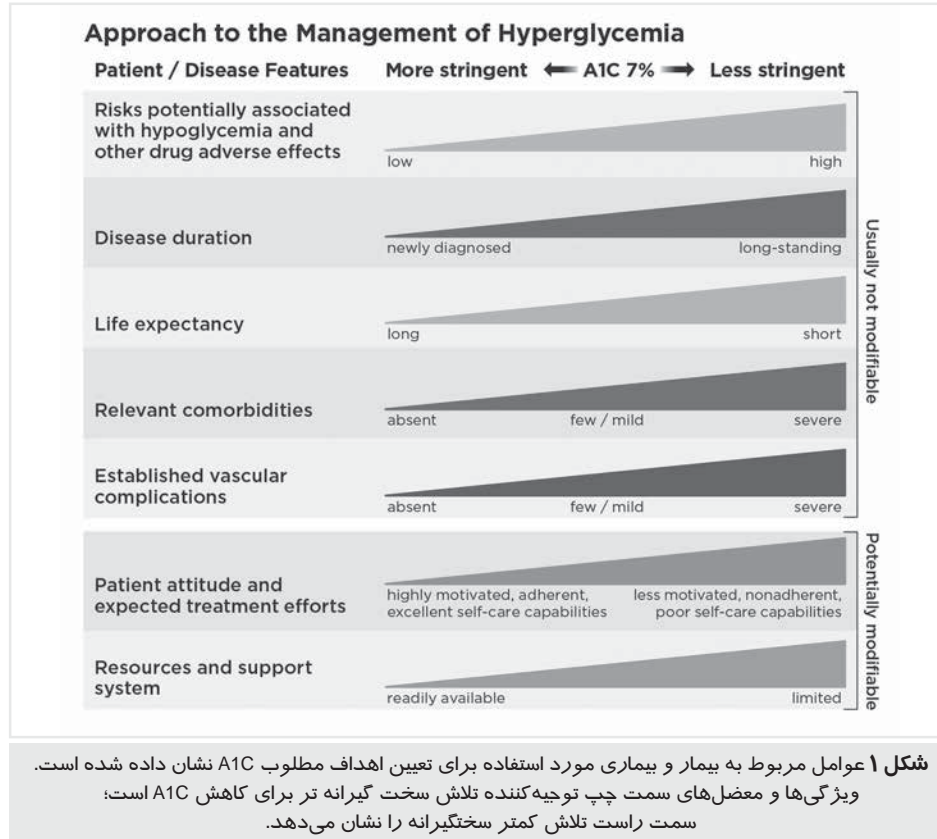 Approach to the Management of Hyperglycemia
Patient / Disease Features More stringent ← A1C 7% → Less stringent
Risks potentially associated
with hypoglycemia and
other drug adverse effects
low high
Disease duration
newly diagnosed long-standing
Life expectancy
long short
Relevant comorbidities
absent few / mild severe
Established vascular
complications
absent few / mild severe
Usually not modifiable
Patient attitude and
expected treatment efforts
highly motivated, adherent,
excellent self-care capabilities
less motivated, nonadherent,
poor self-care capabilities
Resources and support
system
readily available limited
Potentially modifiable
شکل ۱ عوامل مربوط به بیمار و بیماری مورد استفاده برای تعیین اهداف مطلوب A1C نشان داده شده است.
ویژگی‌ها و معضل‌های سمت چپ توجیه‌کننده تلاش سخت گیرانه تر برای کاهش A1C است؛
سمت راست تلاش کمتر سختگیرانه را نشان می‌دهد.